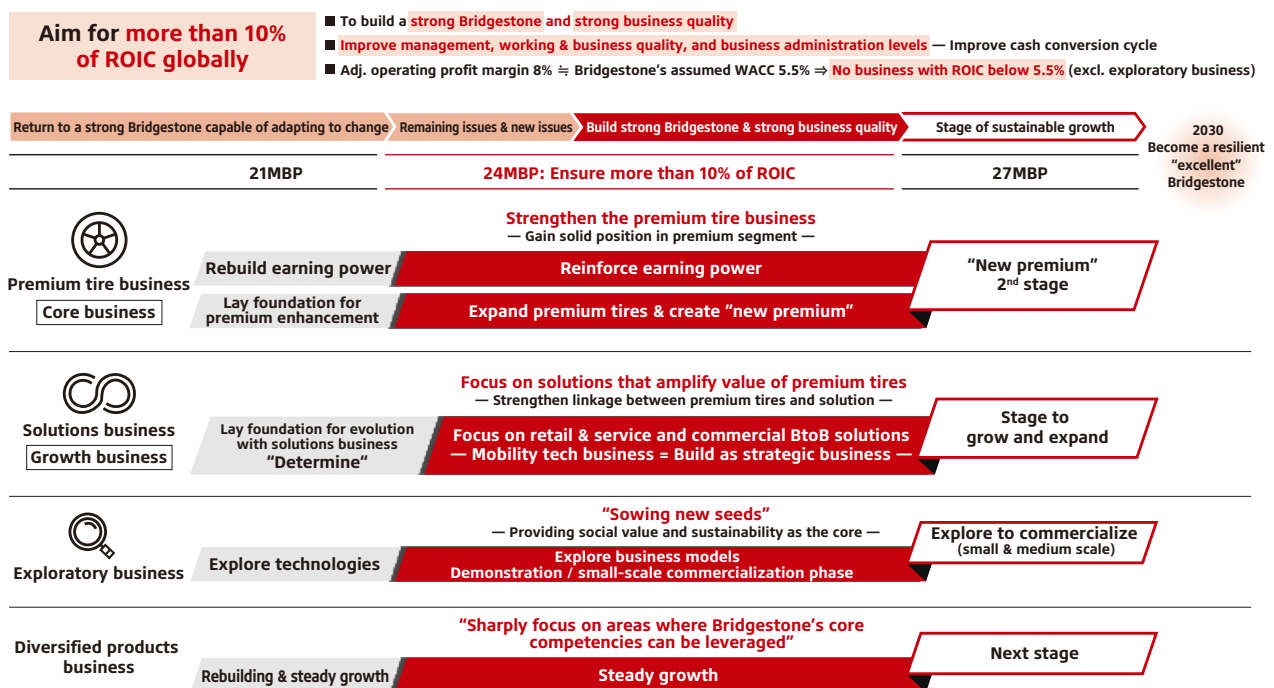 Aim for more than 10%
of ROIC globally
■ To build a strong Bridgestone and strong business quality
■ Improve management, working & business quality, and business administration levels — Improve cash conversion cycle
■ Adj. operating profit margin 8% ≒ Bridgestone’s assumed WACC 5.5% ⇒ No business with ROIC below 5.5% (excl. exploratory business)
Return to a strong Bridgestone capable of adapting to change
Remaining issues & new issues
Build strong Bridgestone & strong business quality
Stage of sustainable growth
2030
Become a resilient
“excellent”
Bridgestone
21MBP
24MBP: Ensure more than 10% of ROIC
27MBP
Premium tire business
Core business
Strengthen the premium tire business
— Gain solid position in premium segment —
Rebuild earning power
Reinforce earning power
Lay foundation for
premium enhancement
Expand premium tires & create “new premium”
“New premium”
2nd stage
Solutions business
Growth business
Focus on solutions that amplify value of premium tires
— Strengthen linkage between premium tires and solution —
Lay foundation for evolution
with solutions business
“Determine“
Focus on retail & service and commercial BtoB solutions
— Mobility tech business = Build as strategic business —
Stage to
grow and expand
Exploratory business
“Sowing new seeds”
— Providing social value and sustainability as the core —
Explore technologies
Explore business models
Demonstration / small-scale commercialization phase
Explore to commercialize
(small & medium scale)
Diversified products
business
“Sharply focus on areas where Bridgestone’s core
competencies can be leveraged”
Rebuilding & steady growth
Steady growth
Next stage